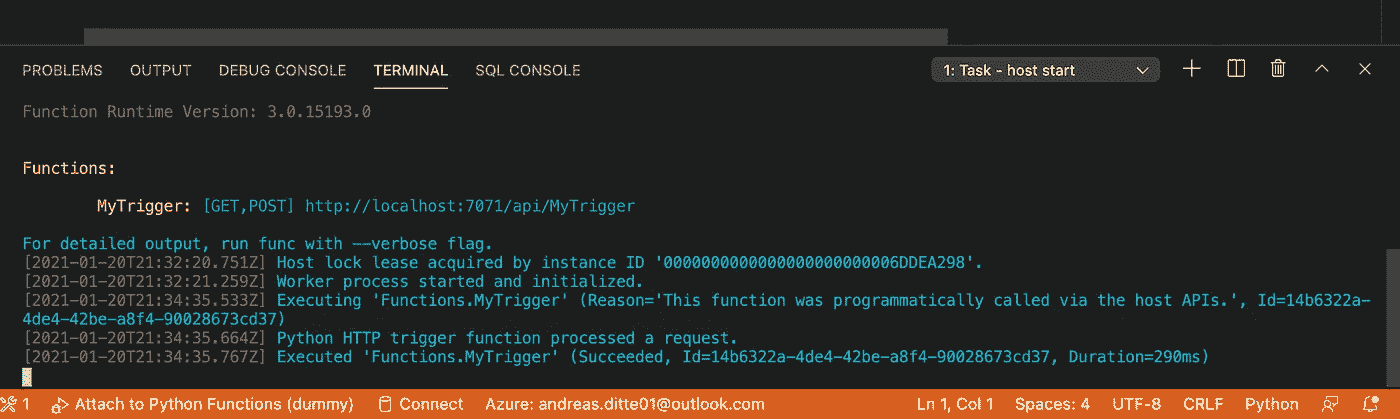 PROBLEMS OUTPUT DEBUG CONSOLE TERMINAL SQL CONSOLE 1: Task - host start
Function Runtime Version: 3.0.15193.0
Functions:
MyTrigger: [GET,POST] http://localhost:7071/api/MyTrigger
For detailed output, run func with --verbose flag.
[2021-01-20T21:32:20.751Z] Host lock lease acquired by instance ID '0000000000000000000000006DDEA298'.
[2021-01-20T21:32:21.259Z] Worker process started and initialized.
[2021-01-20T21:34:35.533Z] Executing 'Functions.MyTrigger' (Reason='This function was programmatically called via the host APIs.', Id=14b6322a-
4de4-42be-a8f4-90028673cd37)
[2021-01-20T21:34:35.664Z] Python HTTP trigger function processed a request.
[2021-01-20T21:34:35.767Z] Executed 'Functions.MyTrigger' (Succeeded, Id=14b6322a-4de4-42be-a8f4-90028673cd37, Duration=290ms)
1 Attach to Python Functions (dummy) Connect Azure: andreas.ditte01@outlook.com Ln 1, Col 1 Spaces: 4 UTF-8 CRLF Python